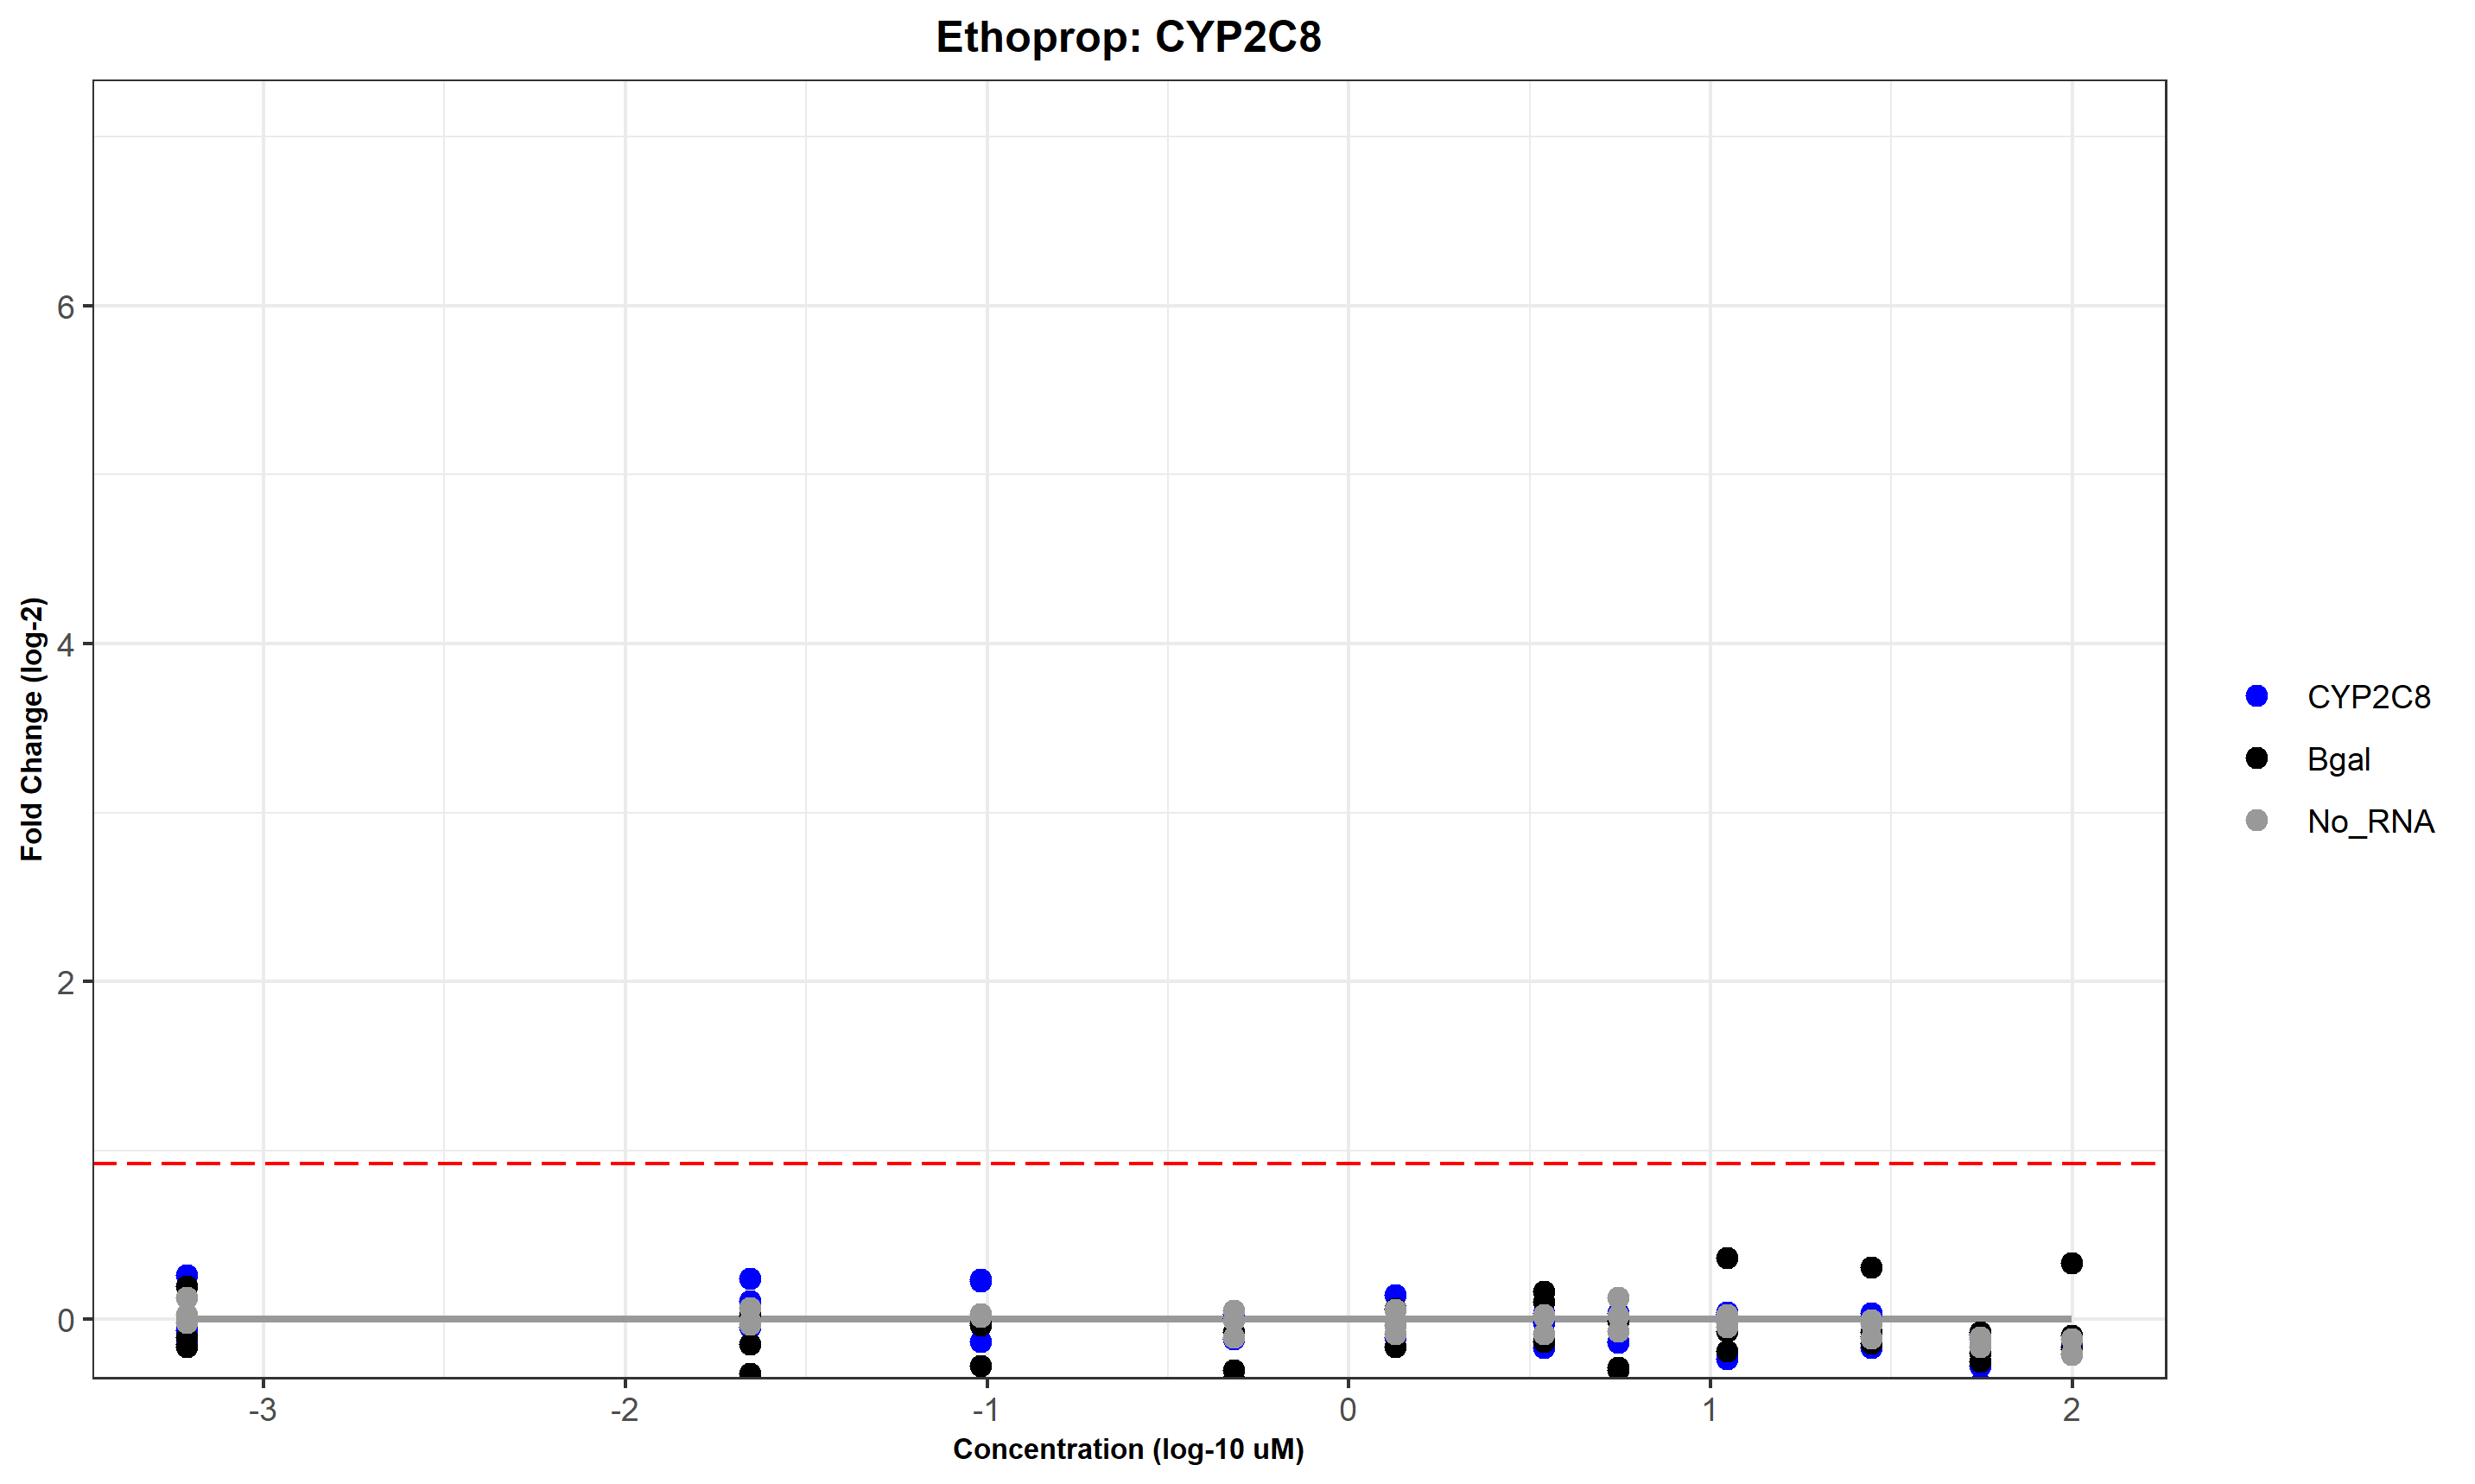 Ethoprop: CYP2C8
Fold Change (log-2)
6
4
2
0
-3
-2
-1
0
1
2
Concentration (log-10 uM)
CYP2C8
Bgal
No_RNA